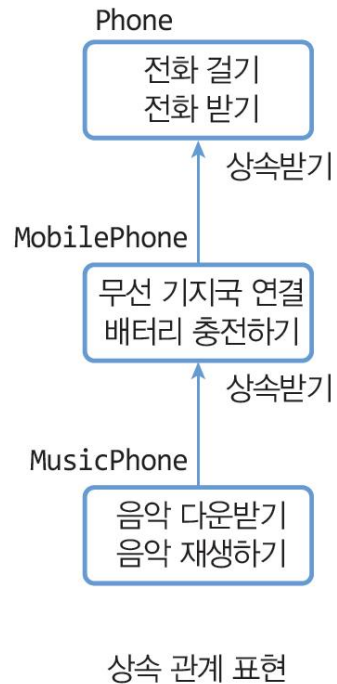 Phone
전화 걸기
전화 받기
상속받기
MobilePhone
무선 기지국 연결
배터리 충전하기
상속받기
MusicPhone
음악 다운받기
음악 재생하기
상속 관계 표현